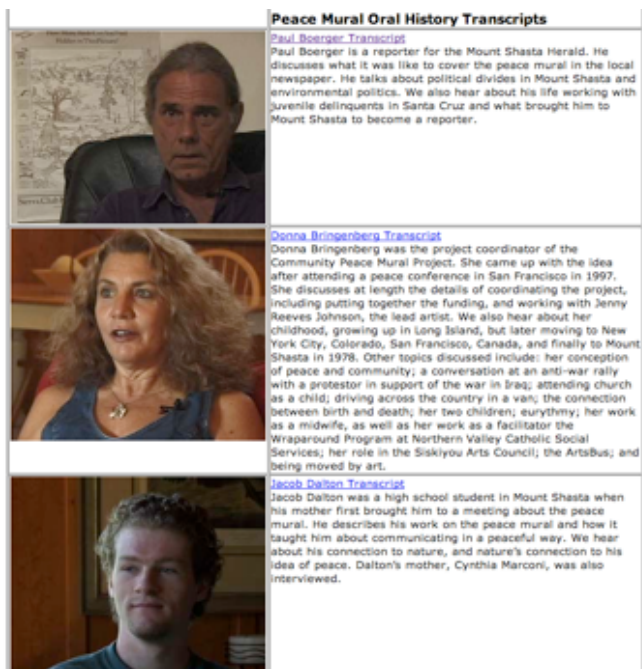 Peace Mural Oral History Transcripts
Paul Boerger Transcript
Paul Boerger is a reporter for the Mount Shasta Herald. He
discusses what it was like to cover the peace mural in the local
newspaper. He talks about political divides in Mount Shasta and
environmental politics. We also hear about his life working with
juvenile delinquents in Santa Cruz and what brought him to
Mount Shasta to become a reporter.
Donna Bringenberg Transcript
Donna Bringenberg was the project coordinator of the
Community Peace Mural Project. She came up with the idea
after attending a peace conference in San Francisco in 1997.
She discusses at length the details of coordinating the project,
including putting together the funding, and working with Jenny
Reeves Johnson, the lead artist. We also hear about her
childhood, growing up in Long Island, but later moving to New
York City, Colorado, San Francisco, Canada, and finally to Mount
Shasta in 1978. Other topics discussed include: her conception
of peace and community; a conversation at an anti-war rally
with a protestor in support of the war in Iraq; attending church
as a child; driving across the country in a van; the connection
between birth and death; her two children; eurythmy; her work
as a midwife, as well as her work as a facilitator the
Wraparound Program at Northern Valley Catholic Social
Services; her role in the Siskiyou Arts Council; the ArtsBus; and
being moved by art.
Jacob Dalton Transcript
Jacob Dalton was a high school student in Mount Shasta when
his mother first brought him to a meeting about the peace
mural. He describes his work on the peace mural and how it
taught him about communicating in a peaceful way. We hear
about his connection to nature, and nature's connection to his
idea of peace. Dalton's mother, Cynthia Marconi, was also
interviewed.